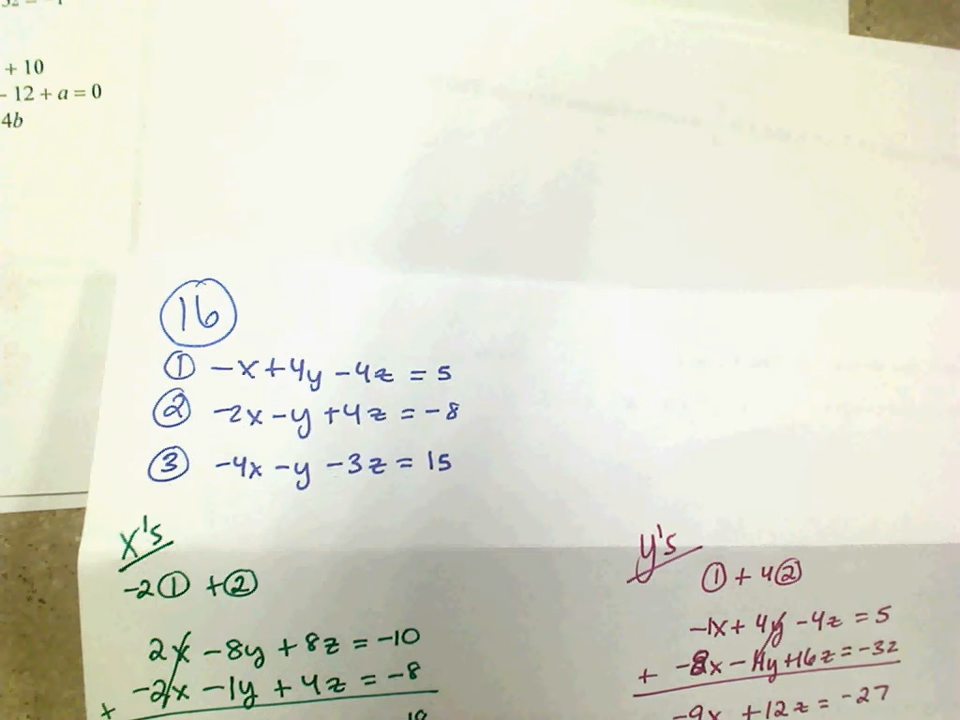 + 10
- 12 + a = 0
4b
16
① -x + 4y - 4z = 5
② -2x - y + 4z = -8
③ -4x - y - 3z = 15
x's
-2① + ②
2x - 8y + 8z = -10
+ -2x - 1y + 4z = -8
y's
① + 4②
-1x + 4y - 4z = 5
+ -8x - 4y + 16z = -32
-9x + 12z = -27